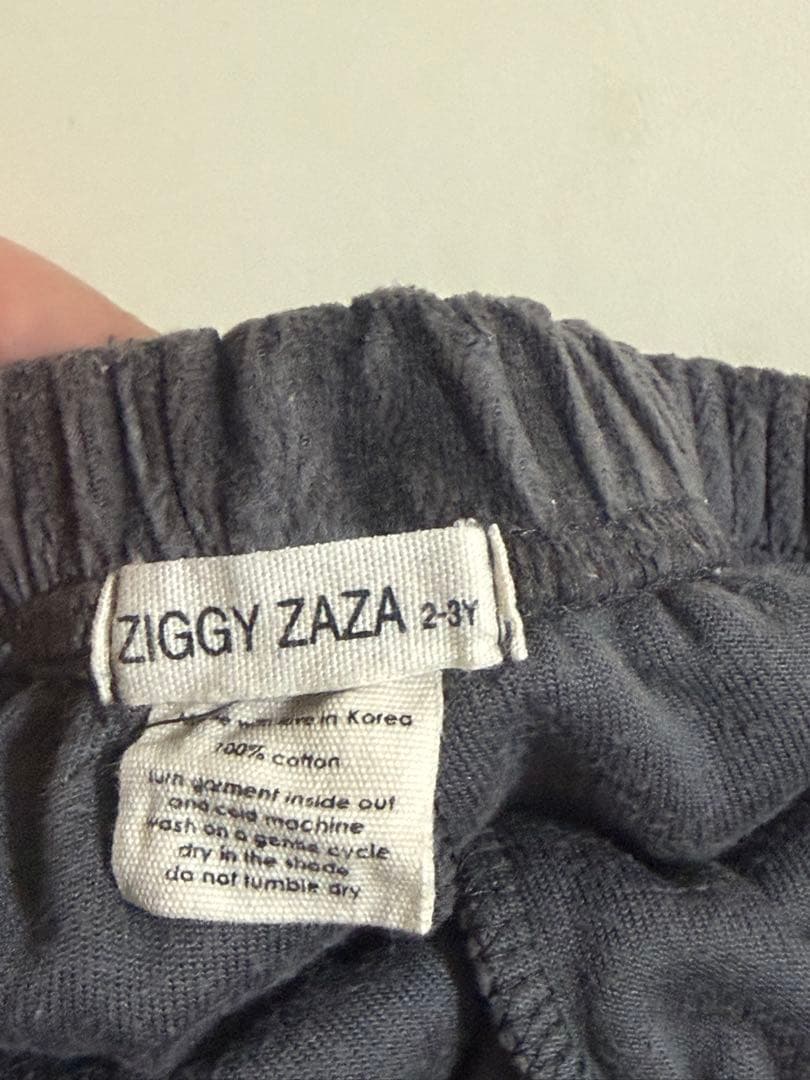 ZIGGY ZAZA 2-3Y
in Korea
100% cotton
turn garment inside out
and cold machine
wash on a gentle cycle
dry in the shade
do not tumble dry